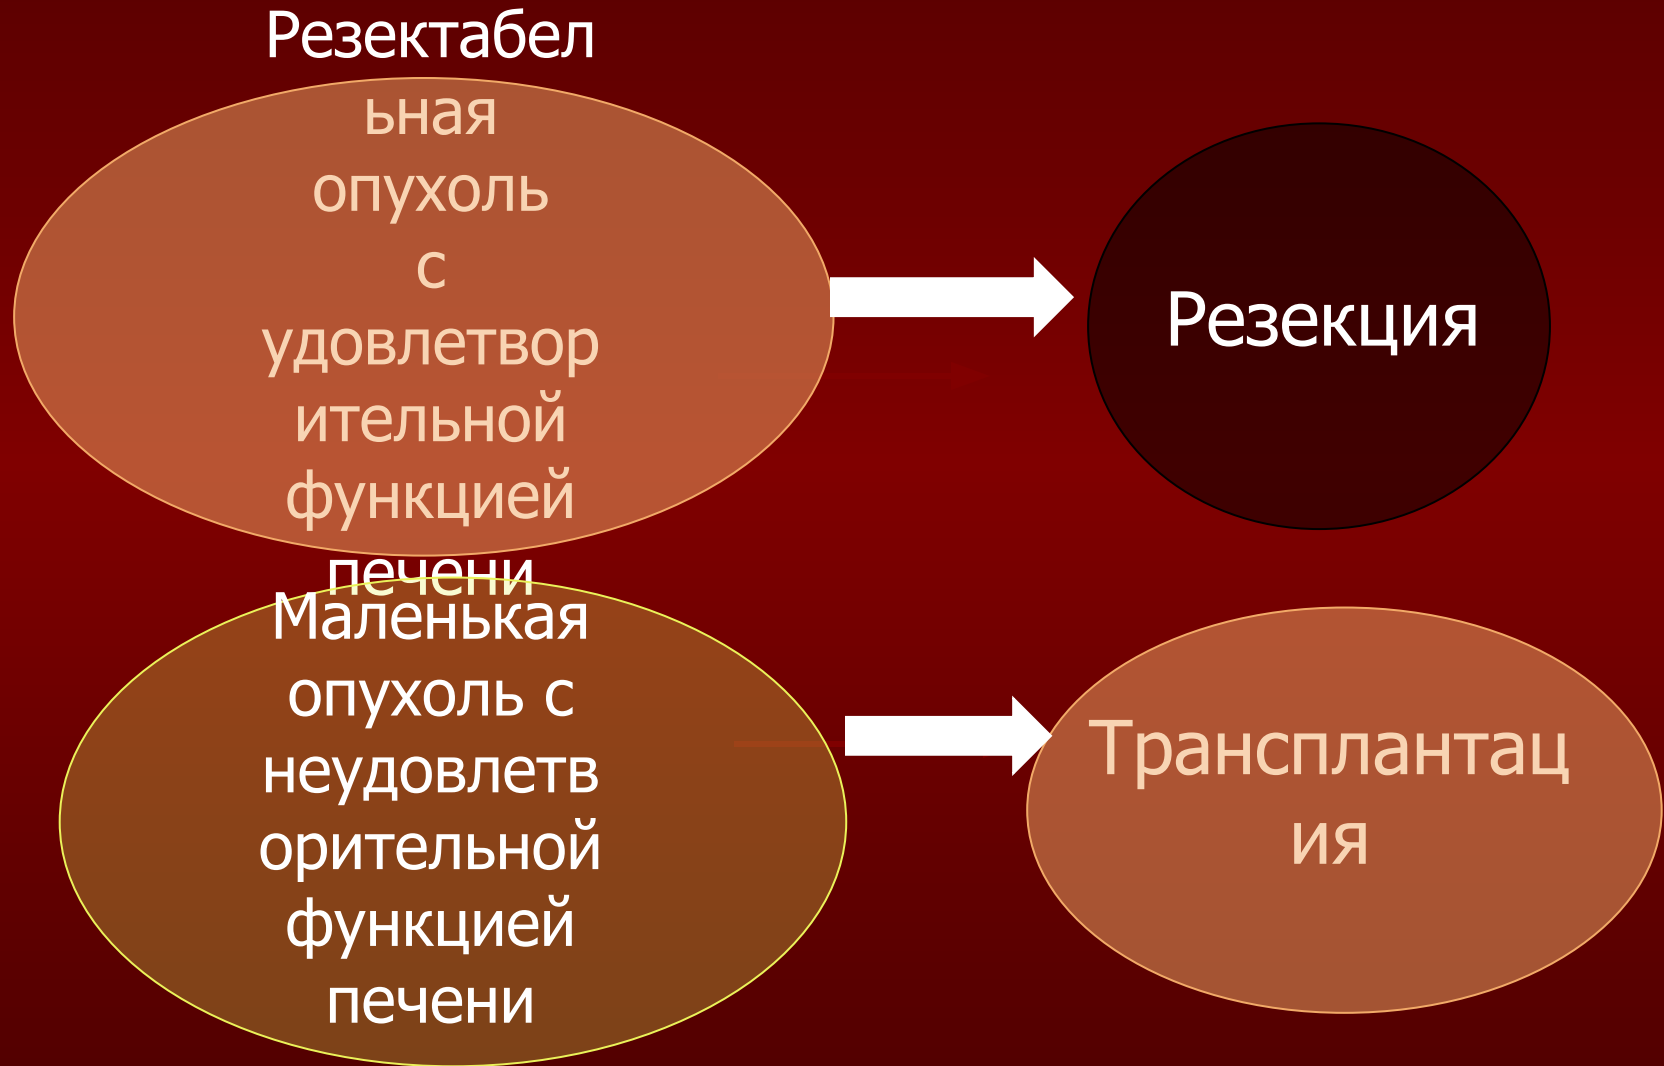 Резектабел
ьная
опухоль
с
удовлетвор
ительной
функцией
печени
Резекция
Маленькая
опухоль с
неудовлетв
орительной
функцией
печени
Трансплантац
ия